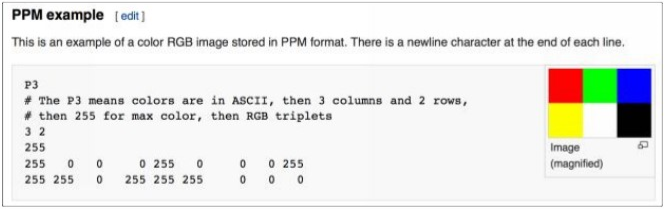 PPM example [edit]
This is an example of a color RGB image stored in PPM format. There is a newline character at the end of each line.
P3
# The P3 means colors are in ASCII, then 3 columns and 2 rows,
# then 255 for max color, then RGB triplets
3 2
255
255 0 0 0 255 0 0 0 255
255 255 0 255 255 255 0 0 0
Image
(magnified)